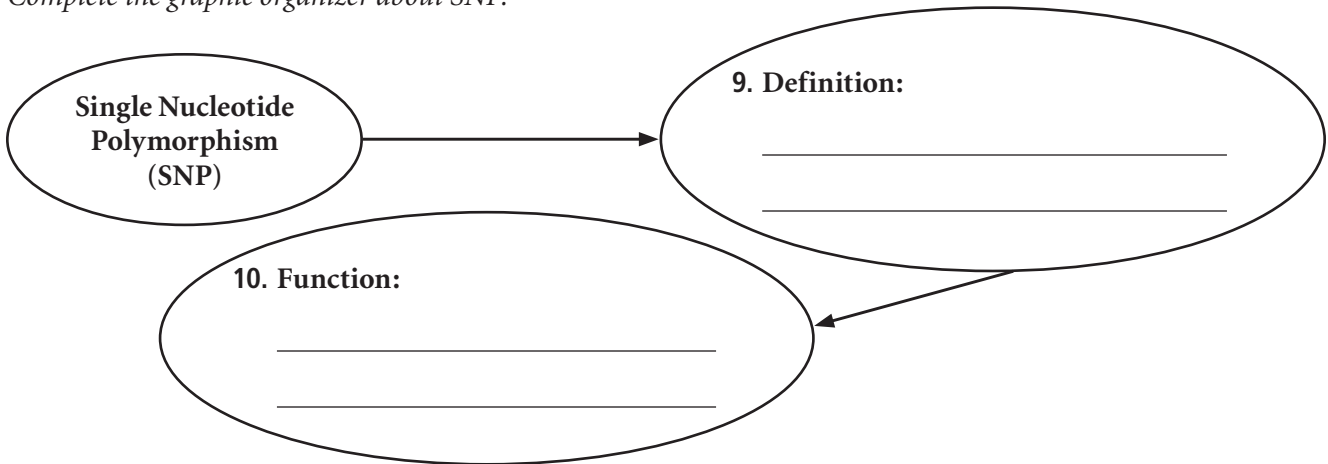 Complete the graphic organizer about SNP.
Single Nucleotide
Polymorphism
(SNP)
9. Definition:
10. Function: